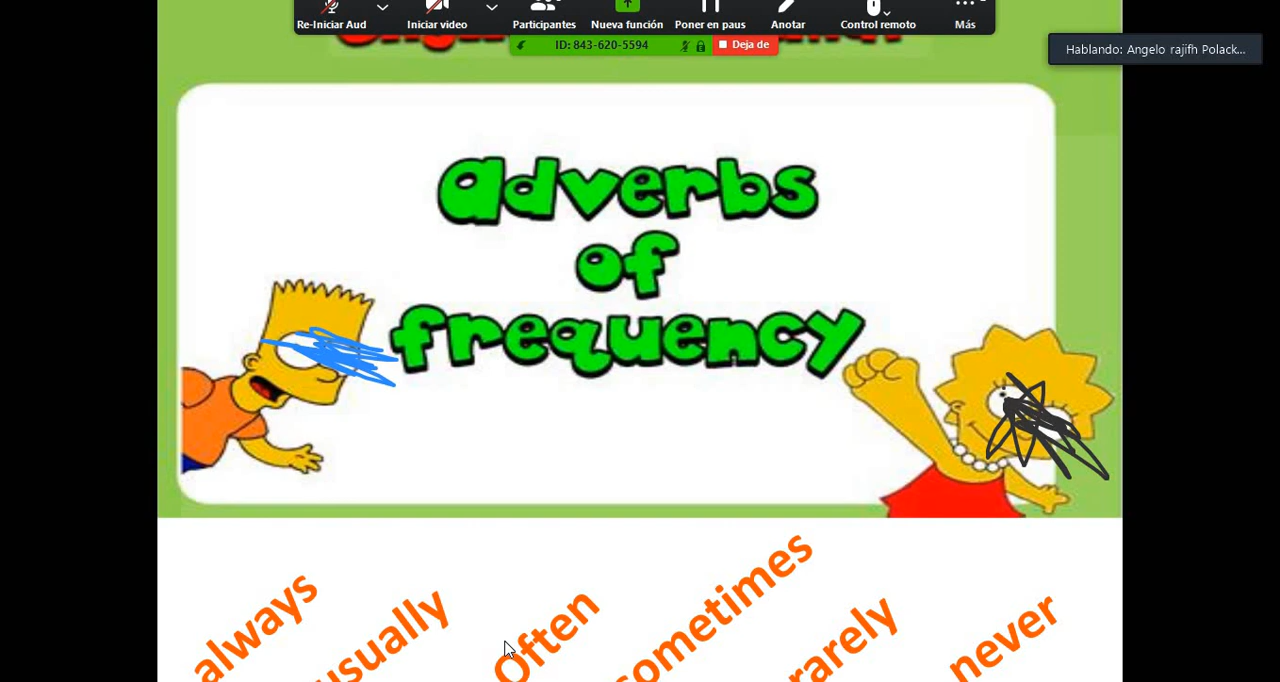 Re-Iniciar Aud
Iniciar video
Participantes
Nueva función
Poner en paus
Anotar
Control remoto
Más
ID: 843-620-5594
Deja de
Hablando: Angelo rajifh Polack...
adverbs
of
frequency
always
usually
Often
sometimes
rarely
never